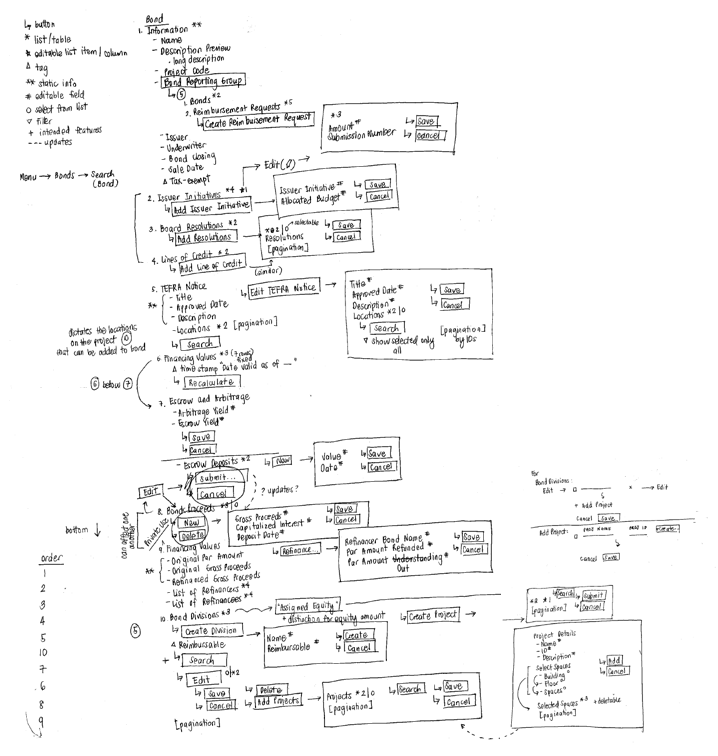 ↳ button
* list/table
* editable list item/column
Δ tag
** static info
* editable field
o select from list
▽ filter
+ intended features
--- updates
Menu → Bonds → Search
(Bond)
Bond
1. Information **
- Name
- Description Preview
- long description
- Project Code
- Bond Reporting Group
↳ ⑤
1. Bonds *2
2. Reimbursement Requests *5
↳ Create Reimbursement Request
*3
Amount*
Submission Number
↳ Save
↳ Cancel
- Issuer
- Underwriter
- Bond Closing
- Sale Date
Δ Tax-exempt
Edit(0)
2. Issuer Initiatives *4 *1
↳ Add Issuer Initiative
Issuer Initiative*
Allocated Budget*
↳ Save
↳ Cancel
3. Board Resolutions *2
↳ Add Resolutions
*2|0 selectable
Resolutions
[pagination]
↳ Save
↳ Cancel
4. Lines of Credit *2
↳ Add Line of Credit
(similar)
5. TEFRA Notice
↳ Edit TEFRA Notice
** - Title
- Approved Date
- Description
- Locations *2 [pagination]
↳ Search
Title*
Approved Date*
Description*
Locations *2|0
↳ Search
▽ show selected only
all
[pagination]
by 10s
↳ Save
↳ Cancel
dictates the locations
on the project ⑥
that can be added to bond
6. Financing Values *3 (7 rows)
fixed
Δ time stamp "Date valid as of —"
↳ Recalculate
⑥ below ⑦
7. Escrow and Arbitrage
- Arbitrage Yield*
- Escrow Yield*
↳ Save
↳ Cancel
- Escrow Deposits *2
↳ New
Value*
Date*
↳ Save
↳ Cancel
Edit
Submit...
Cancel
? updates?
8. Bond Proceeds *3|0
↳ New
↳ Delete
Gross Proceeds*
Capitalized Interest*
Deposit Date*
↳ Save
↳ Cancel
can affect one
another
9. Financing Values
** - Original Par Amount
- Original Gross Proceeds
- Refinanced Gross Proceeds
- List of Refinancers *4
- List of Refinancees *4
↳ Refinance...
Refinancer Bond Name*
Par Amount Refunded*
Par Amount Understanding*
Out
↳ Save
↳ Cancel
10. Bond Divisions *3
"Assigned Equity"
+ distinction for equity amount
⑤
↳ Create Division
Name*
Reimbursable*
↳ Create
↳ Cancel
Δ Reimbursable
+ ↳ Search
↳ Edit 0|*2
↳ Save
↳ Cancel
↳ Delete
↳ Add Projects
Projects *2|0
[pagination]
↳ Search
↳ Save
↳ Cancel
[pagination]
↳ Create Project
*2 *1
[pagination]
↳ Search
↳ Submit
↳ Cancel
Project Details
- Name*
- ID*
- Description*
Select Spaces
- Building°
- Floor°
- Spaces°
↳ Add
↳ Cancel
Selected Spaces *3 + deletable
[pagination]
For
Bond Divisions:
Edit → * → Edit
+ Add Project
Cancel Save
Add Project:
PROJ NAME PROJ ID Create
Cancel Save
bottom ↓
order
1
2
3
4
5
10
7
6
8
9